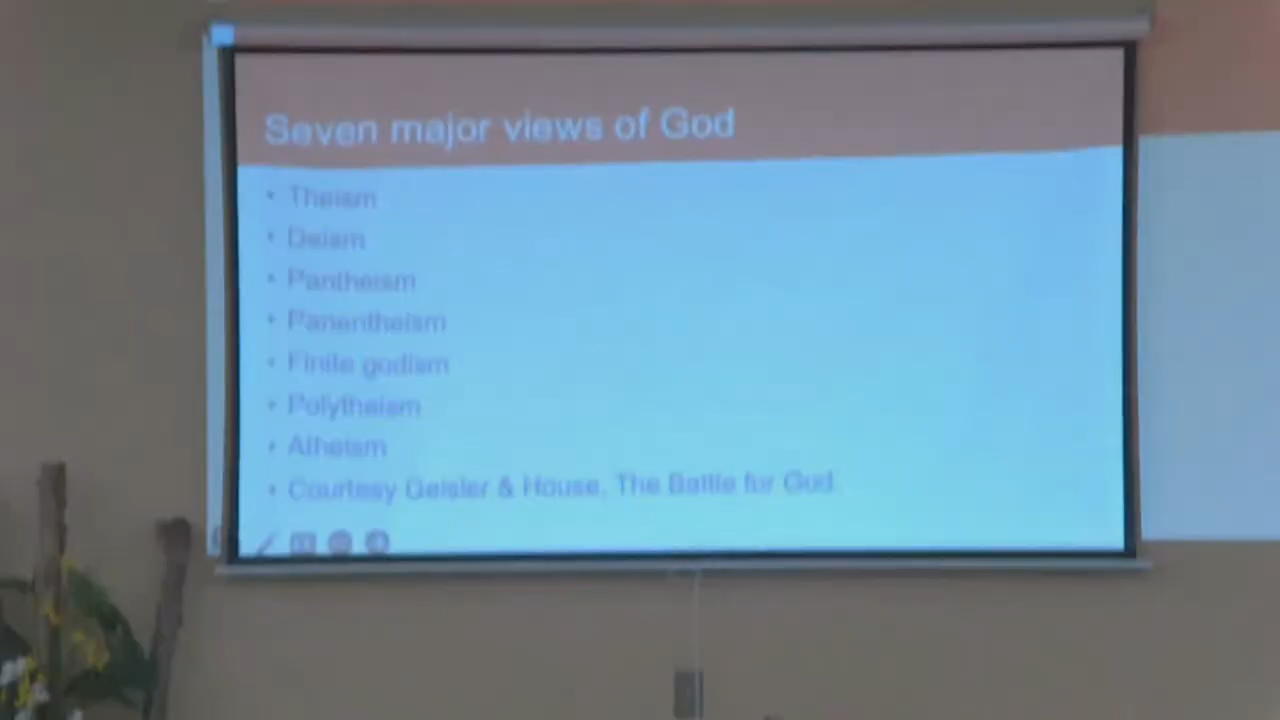 Seven major views of God
• Theism
• Deism
• Pantheism
• Panentheism
• Finite godism
• Polytheism
• Atheism
• Courtesy Geisler & House, The Battle for God.